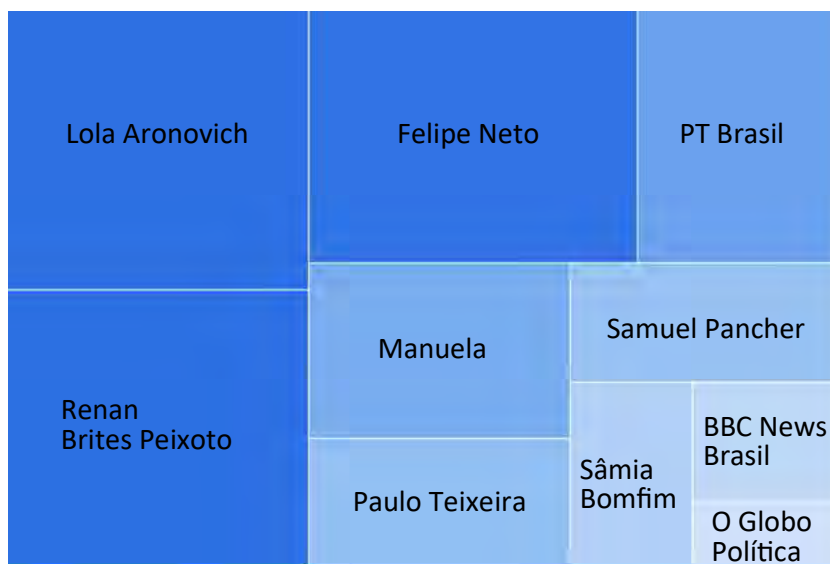 Lola Aronovich
Felipe Neto
PT Brasil
Manuela
Samuel Pancher
Renan
Brites Peixoto
BBC News
Brasil
Sâmia
Bomfim
Paulo Teixeira
O Globo
Política